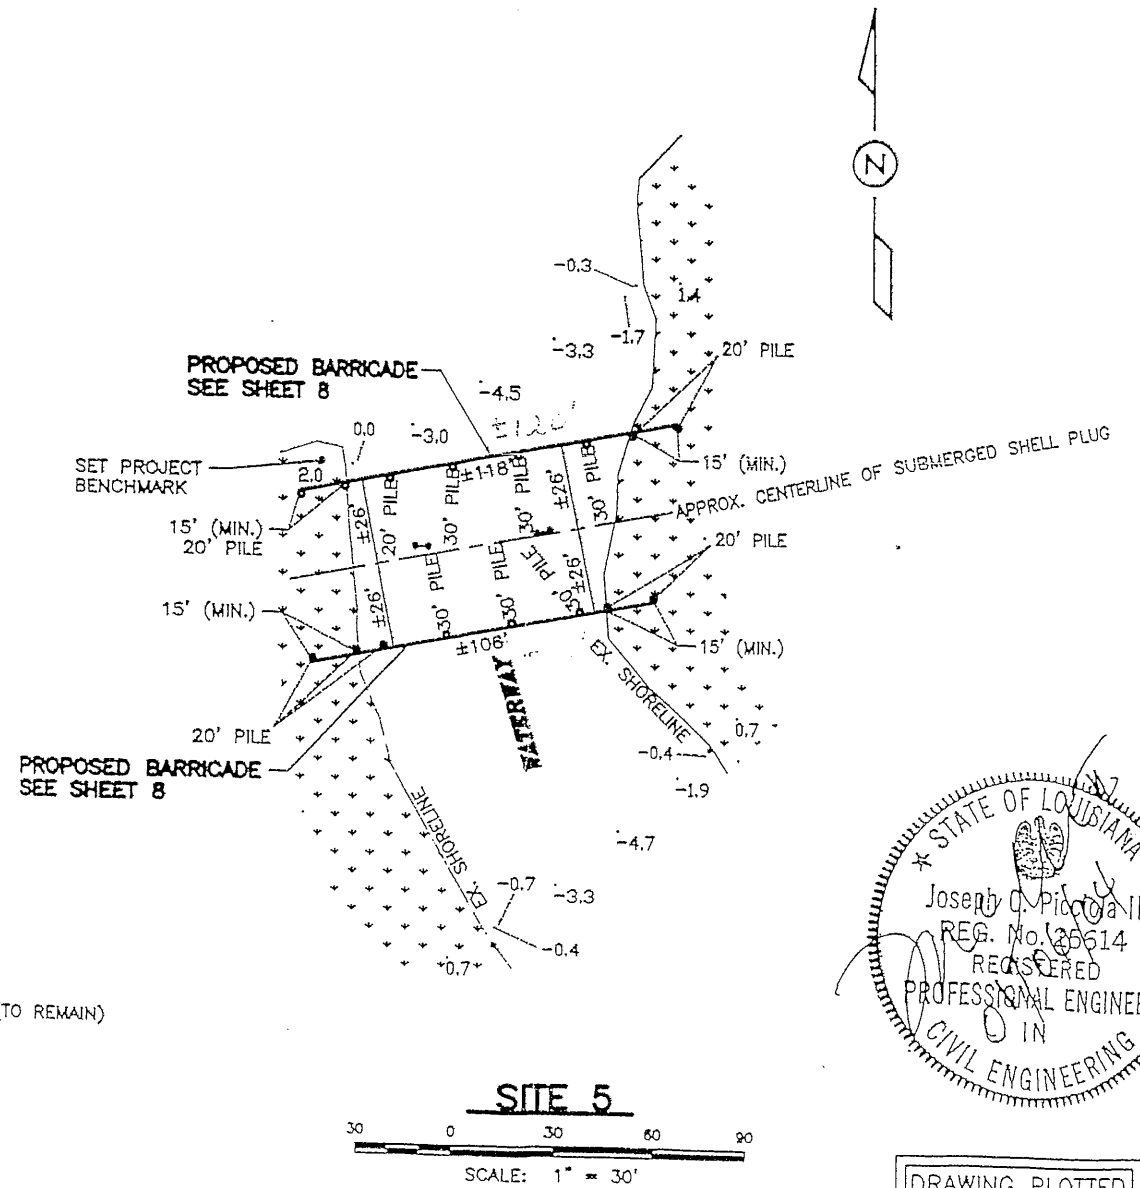 N
-0.3
1.4
-1.7
-3.3
20' PILE
PROPOSED BARRICADE
SEE SHEET 8
-4.5
±120'
0.0
-3.0
SET PROJECT
BENCHMARK
2.0
±118'
15' (MIN.)
APPROX. CENTERLINE OF SUBMERGED SHELL PLUG
15' (MIN.)
20' PILE
±26'
20' PILE
30' PILE
30' PILE
±26'
30' PILE
20' PILE
15' (MIN.)
±26'
30' PILE
30' PILE
30' PILE
±26'
±106'
15' (MIN.)
WATERWAY
EX. SHORELINE
20' PILE
0.7
-0.4
PROPOSED BARRICADE
SEE SHEET 8
-1.9
EX. SHORELINE
-4.7
-0.7
-3.3
-0.4
0.7
STATE OF LOUISIANA
Joseph C. Picciola II
REG. No. 25614
REGISTERED
PROFESSIONAL ENGINEE
IN
CIVIL ENGINEERING
(TO REMAIN)
SITE 5
30 0 30 60 90
SCALE: 1" = 30'
DRAWING PLOTTED